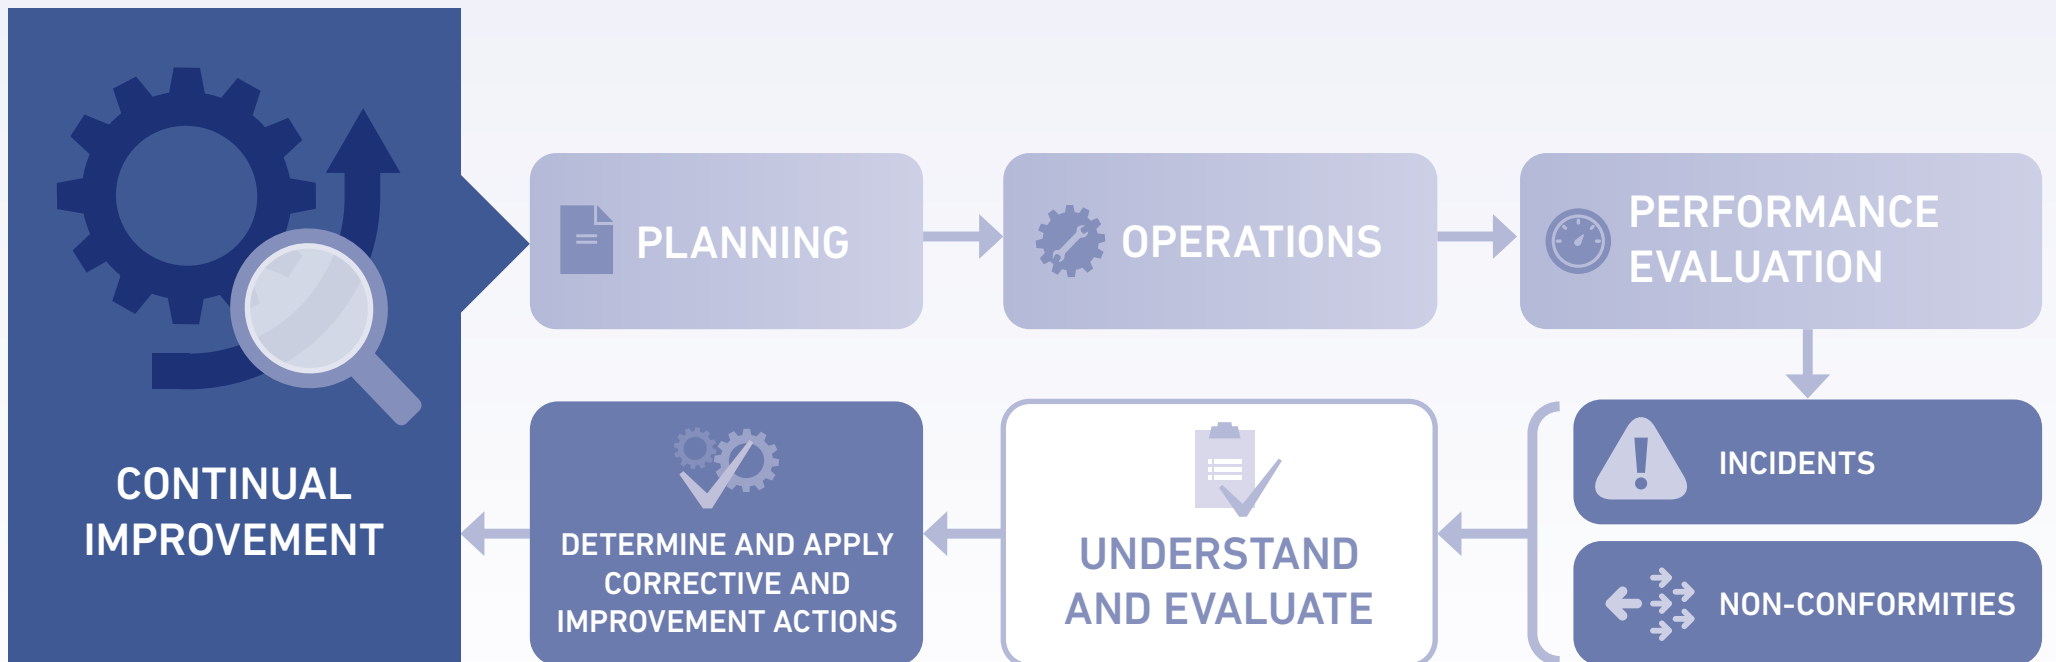 CONTINUAL
IMPROVEMENT
PLANNING
OPERATIONS
PERFORMANCE
EVALUATION
INCIDENTS
NON-CONFORMITIES
UNDERSTAND
AND EVALUATE
DETERMINE AND APPLY
CORRECTIVE AND
IMPROVEMENT ACTIONS